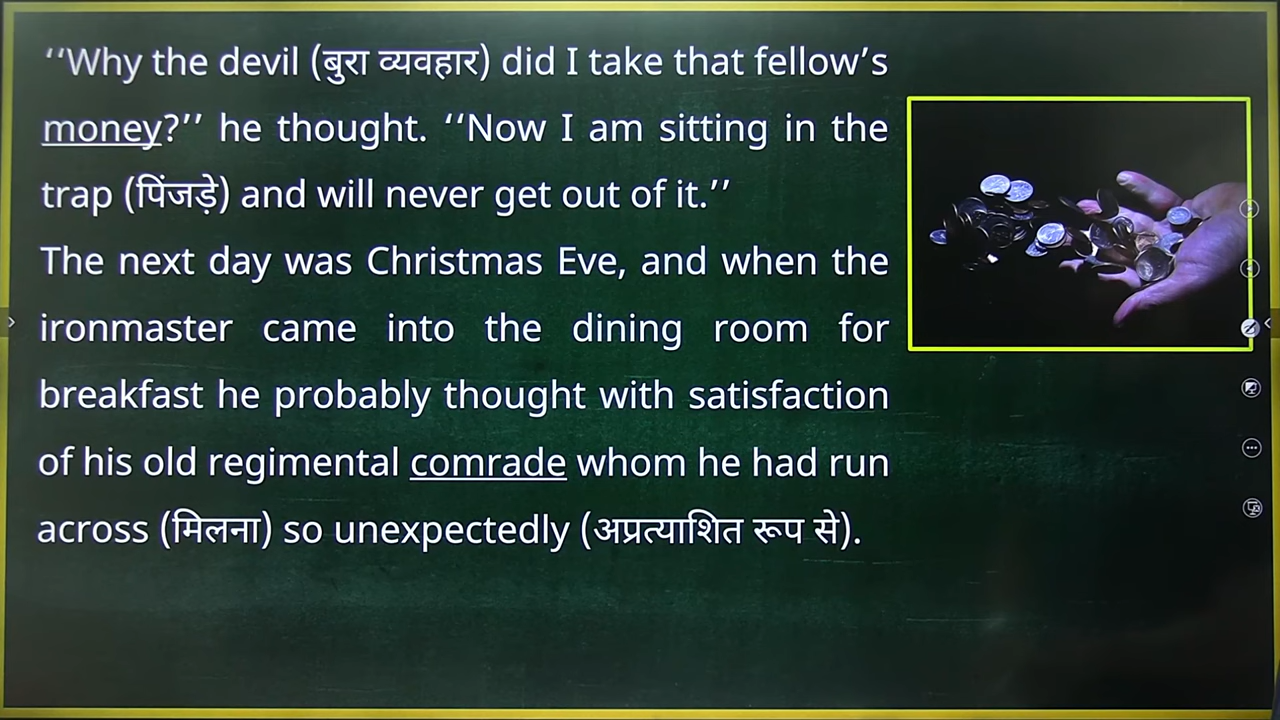 ‘‘Why the devil (बुरा व्यवहार) did I take that fellow’s
money?’’ he thought. ‘‘Now I am sitting in the
trap (पिंजड़े) and will never get out of it.’’
The next day was Christmas Eve, and when the
ironmaster came into the dining room for
breakfast he probably thought with satisfaction
of his old regimental comrade whom he had run
across (मिलना) so unexpectedly (अप्रत्याशित रूप से).